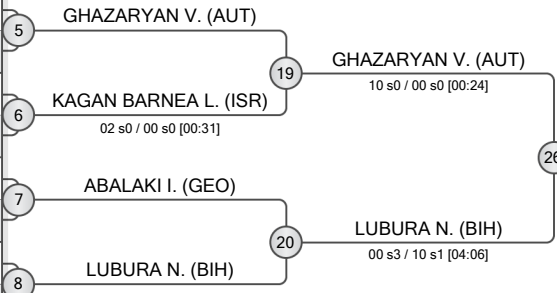 GHAZARYAN V. (AUT)
5
19
GHAZARYAN V. (AUT)
10 s0 / 00 s0 [00:24]
KAGAN BARNEA L. (ISR)
6
02 s0 / 00 s0 [00:31]
26
ABALAKI I. (GEO)
7
20
LUBURA N. (BIH)
00 s3 / 10 s1 [04:06]
LUBURA N. (BIH)
8